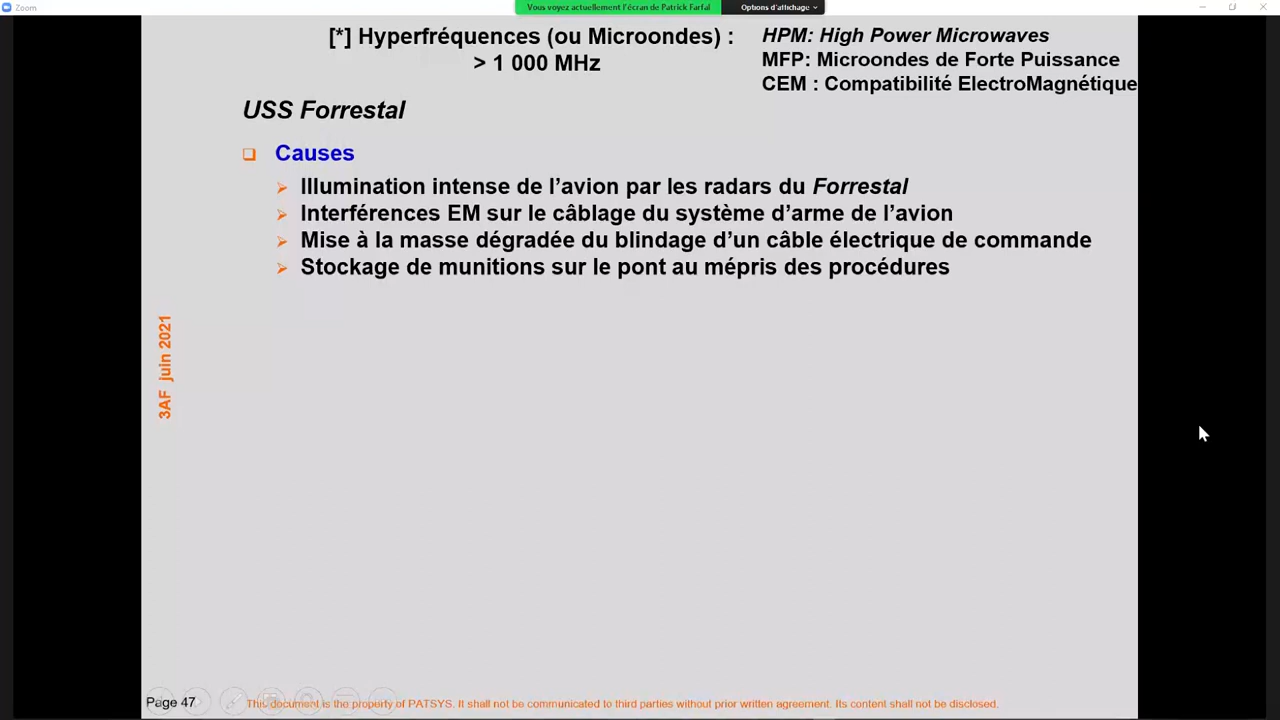 Zoom
Vous voyez actuellement l'écran de Patrick Farfal
Options d'affichage
[*] Hyperfréquences (ou Microondes) :
> 1 000 MHz
HPM: High Power Microwaves
MFP: Microondes de Forte Puissance
CEM : Compatibilité ElectroMagnétique
USS Forrestal
Causes
Illumination intense de l’avion par les radars du Forrestal
Interférences EM sur le câblage du système d’arme de l’avion
Mise à la masse dégradée du blindage d’un câble électrique de commande
Stockage de munitions sur le pont au mépris des procédures
3AF juin 2021
Page 47
This document is the property of PATSYS. It shall not be communicated to third parties without prior written agreement. Its content shall not be disclosed.